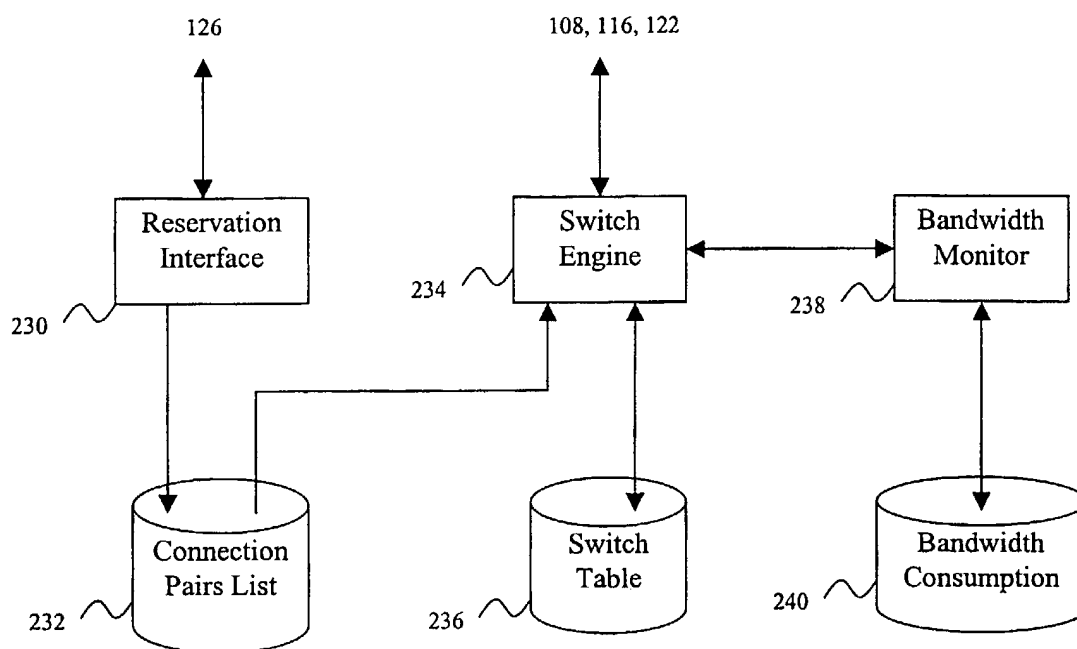 126
108, 116, 122
Reservation
Interface
230
Switch
Engine
234
Bandwidth
Monitor
238
Connection
Pairs List
232
Switch
Table
236
Bandwidth
Consumption
240